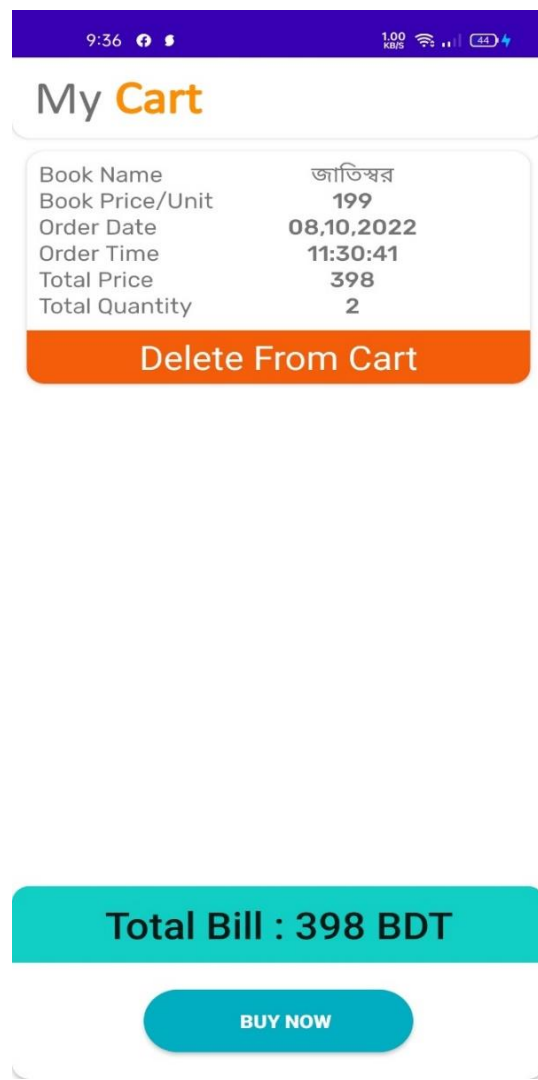 9:36
1.00 KB/S
44
My Cart
Book Name জাতিস্বর
Book Price/Unit 199
Order Date 08,10,2022
Order Time 11:30:41
Total Price 398
Total Quantity 2
Delete From Cart
Total Bill : 398 BDT
BUY NOW